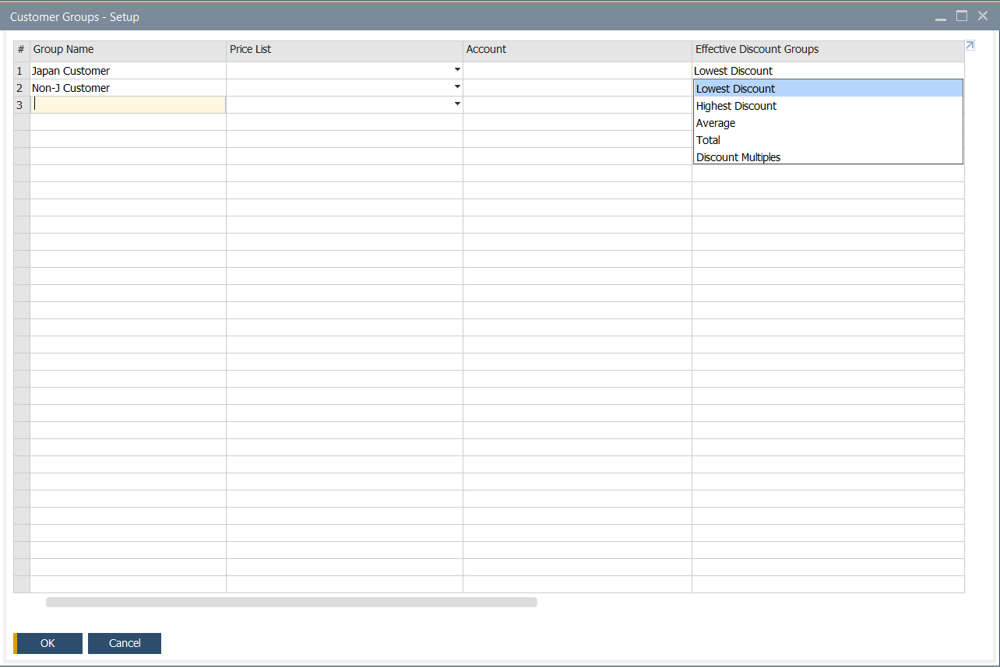 Customer Groups - Setup
# Group Name Price List Account Effective Discount Groups
1 Japan Customer Lowest Discount
2 Non-J Customer Lowest Discount
3 Highest Discount
Average
Total
Discount Multiples
OK Cancel